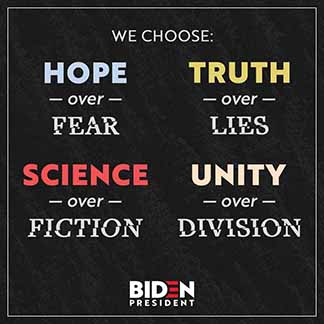 WE CHOOSE:
HOPE
— over —
FEAR
TRUTH
— over —
LIES
SCIENCE
— over —
FICTION
UNITY
— over —
DIVISION
BIDEN
PRESIDENT